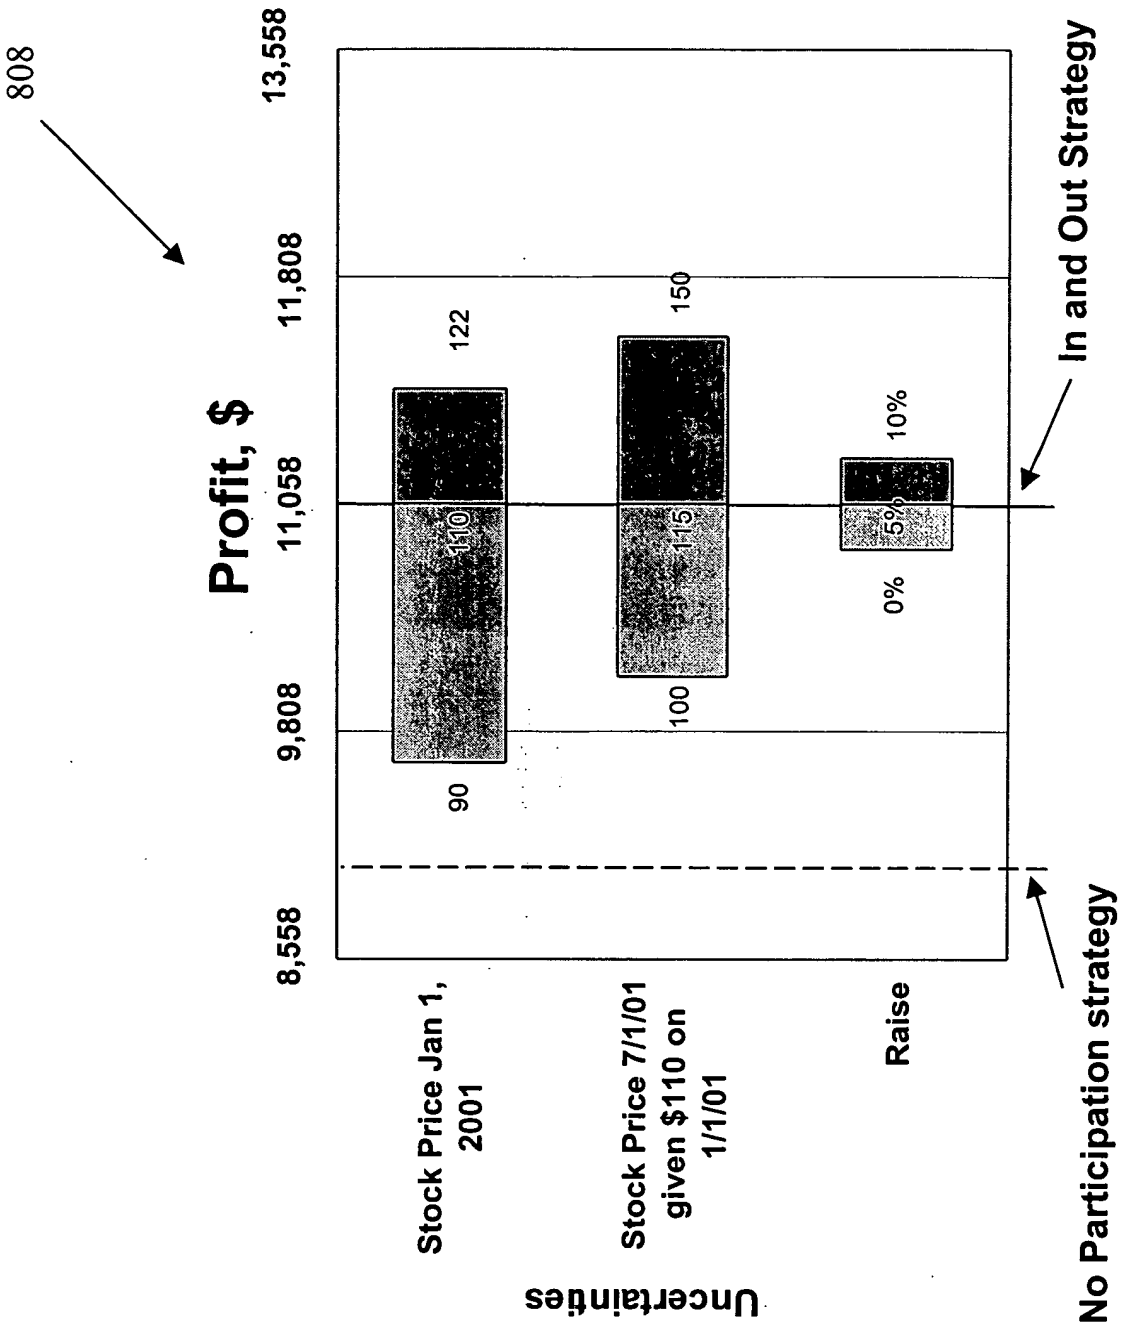 808
Profit, $
8,558 9,808 11,058 11,808 13,558
Stock Price Jan 1,
2001
90 110 122
Stock Price 7/1/01
given $110 on
1/1/01
100 115 150
Raise
0% 5% 10%
Uncertainties
No Participation strategy
In and Out Strategy